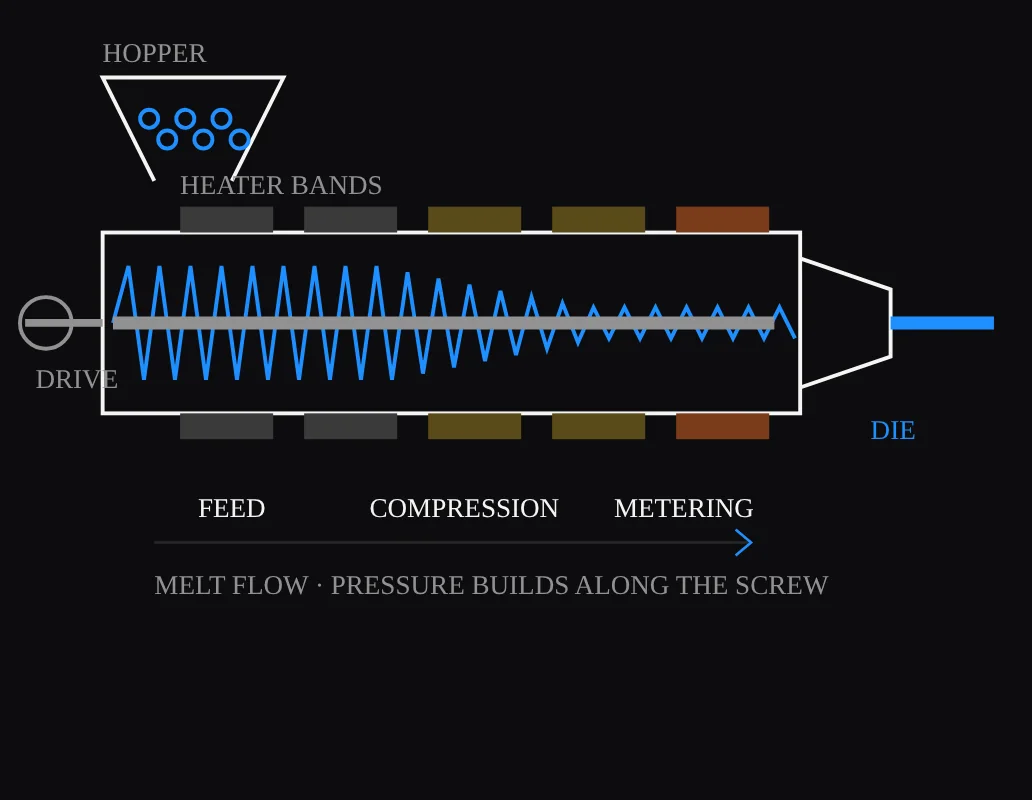 HOPPER
HEATER BANDS
DRIVE
DIE
FEED COMPRESSION METERING
MELT FLOW · PRESSURE BUILDS ALONG THE SCREW